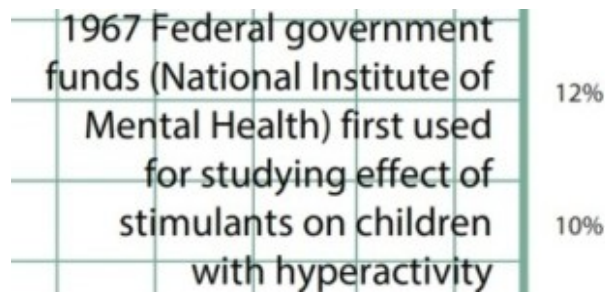 1967 Federal government
funds (National Institute of
12%
Mental Health) first used
for studying effect of
stimulants on children
10%
with hyperactivity